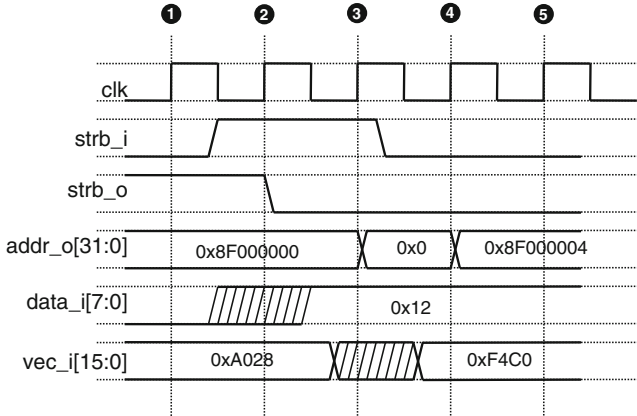 1 2 3 4 5
clk
strb_i
strb_o
addr_o[31:0] 0x8F000000 0x0 0x8F000004
data_i[7:0] 0x12
vec_i[15:0] 0xA028 0xF4C0